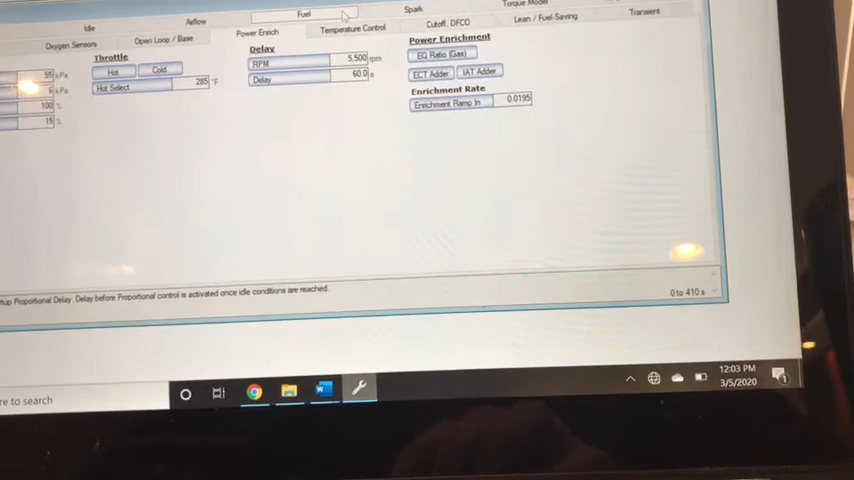 Idle
Airflow
Fuel
Spark
Torque Model
Oxygen Sensors
Open Loop / Base
Power Enrich
Temperature Control
Cutoff, DFCO
Lean / Fuel-Saving
Transient
55 kPa
6 kPa
100 %
15 %
Throttle
Hot
Cold
Hot Select 285 °F
Delay
RPM 5,500 rpm
Delay 60.0 s
Power Enrichment
EQ Ratio (Gas)
ECT Adder
IAT Adder
Enrichment Rate
Enrichment Ramp In 0.0195
tup Proportional Delay. Delay before Proportional control is activated once idle conditions are reached.
0 to 410 s
re to search
12:03 PM
3/5/2020
1